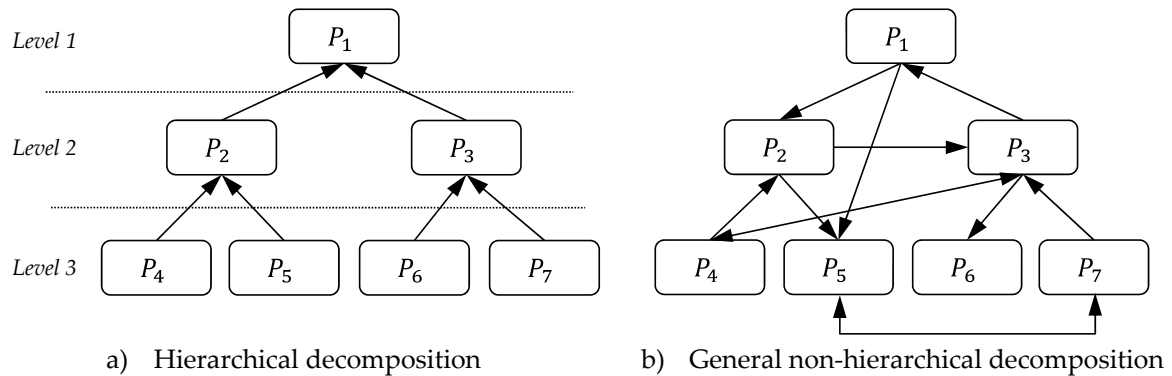 Level 1
P1
P1
Level 2
P2
P3
P2
P3
Level 3
P4
P5
P6
P7
P4
P5
P6
P7
a) Hierarchical decomposition
b) General non-hierarchical decomposition